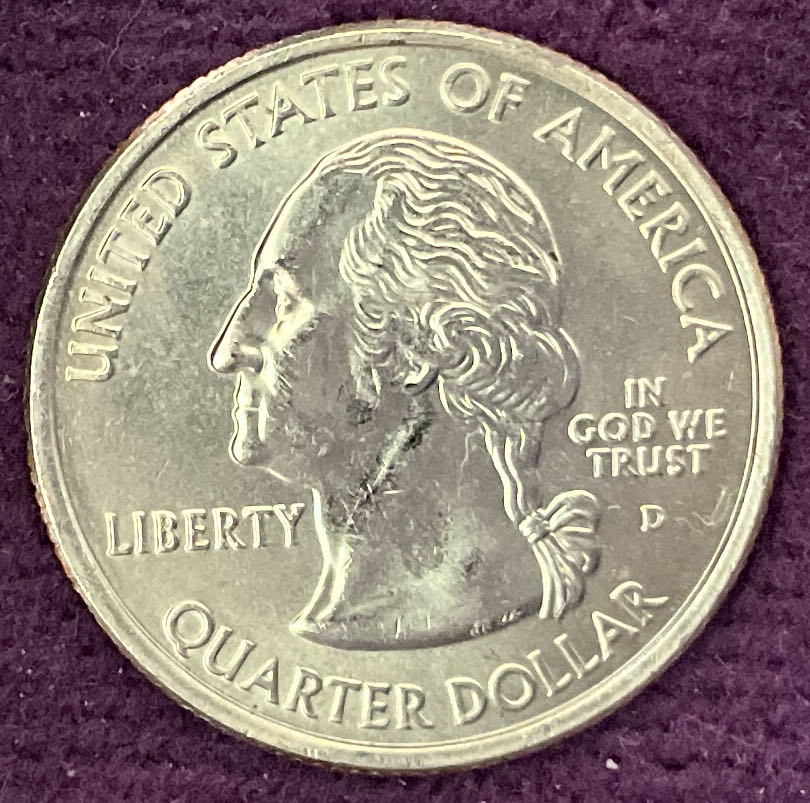 UNITED STATES OF AMERICA
LIBERTY
IN
GOD WE
TRUST
D
QUARTER DOLLAR